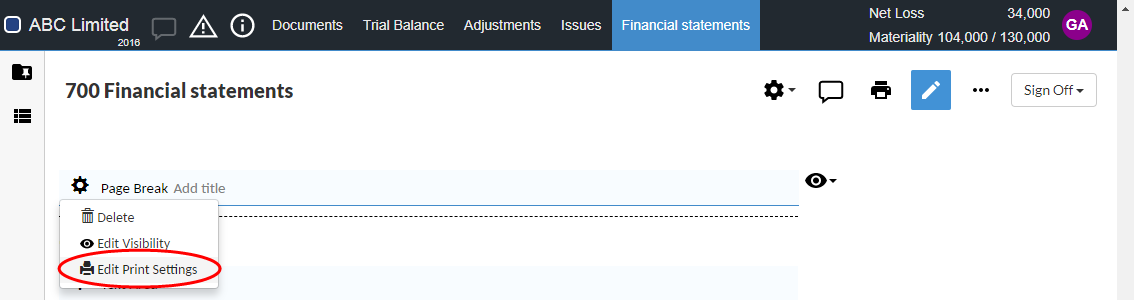 ABC Limited
2016
Documents
Trial Balance
Adjustments
Issues
Financial statements
Net Loss 34,000
Materiality 104,000 / 130,000
GA
700 Financial statements
Sign Off
Page Break Add title
Delete
Edit Visibility
Edit Print Settings